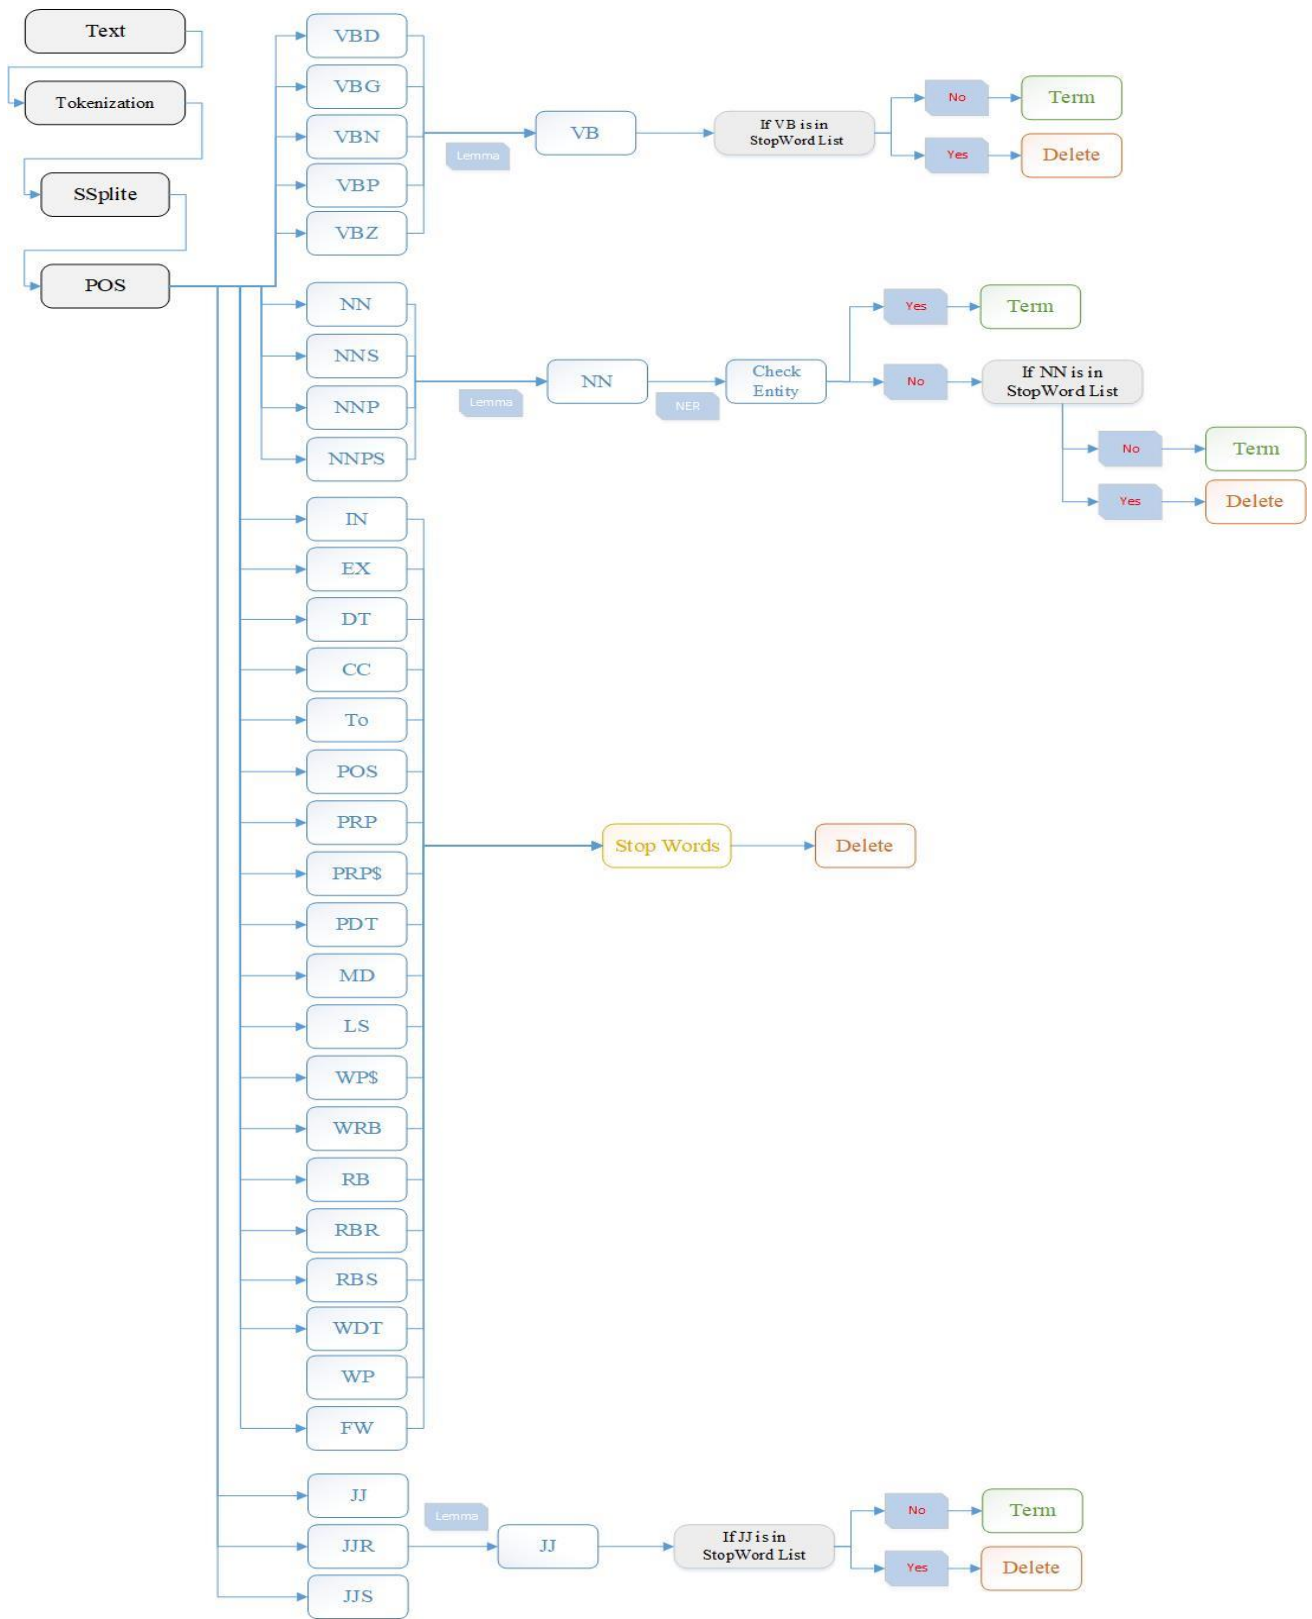 Text
Tokenization
SSplite
POS
VBD
VBG
VBN
VBP
VBZ
Lemma
VB
If VB is in
StopWord List
No
Term
Yes
Delete
NN
NNS
NNP
NNPS
Lemma
NN
NER
Check
Entity
Yes
Term
No
If NN is in
StopWord List
No
Term
Yes
Delete
IN
EX
DT
CC
To
POS
PRP
PRP$
PDT
MD
LS
WP$
WRB
RB
RBR
RBS
WDT
WP
FW
Stop Words
Delete
JJ
JJR
JJS
Lemma
JJ
If JJ is in
StopWord List
No
Term
Yes
Delete